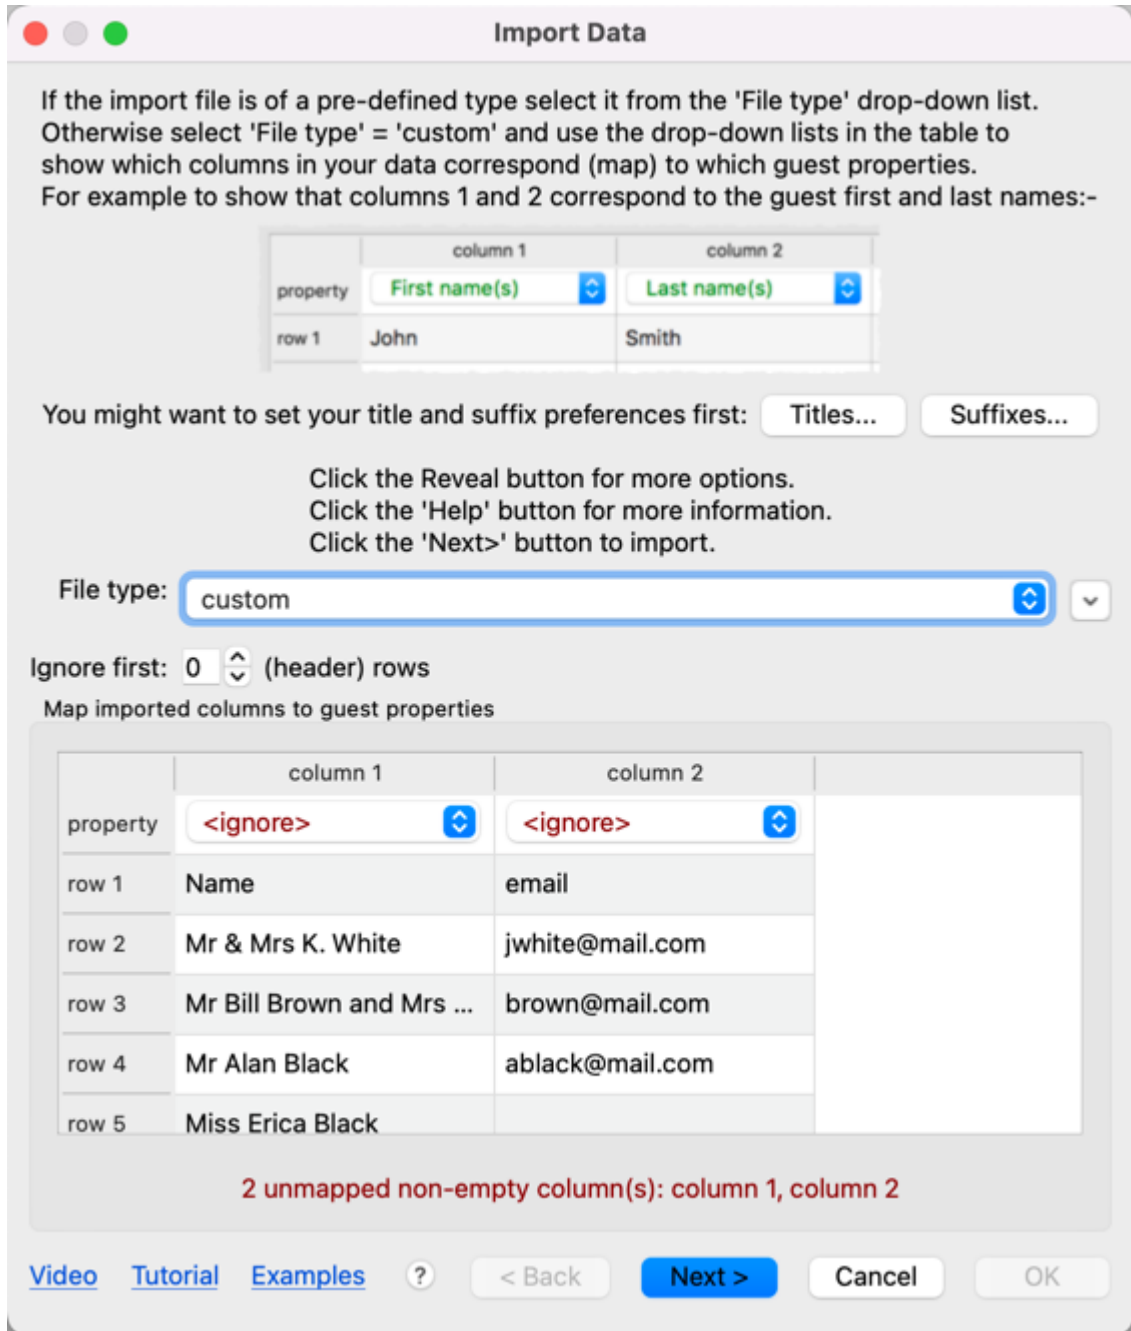 Import Data
If the import file is of a pre-defined type select it from the 'File type' drop-down list.
Otherwise select 'File type' = 'custom' and use the drop-down lists in the table to
show which columns in your data correspond (map) to which guest properties.
For example to show that columns 1 and 2 correspond to the guest first and last names:-
column 1 column 2
property First name(s) Last name(s)
row 1 John Smith
You might want to set your title and suffix preferences first: Titles... Suffixes...
Click the Reveal button for more options.
Click the 'Help' button for more information.
Click the 'Next>' button to import.
File type: custom
Ignore first: 0 (header) rows
Map imported columns to guest properties
column 1 column 2
property <ignore> <ignore>
row 1 Name email
row 2 Mr & Mrs K. White jwhite@mail.com
row 3 Mr Bill Brown and Mrs ... brown@mail.com
row 4 Mr Alan Black ablack@mail.com
row 5 Miss Erica Black
2 unmapped non-empty column(s): column 1, column 2
Video Tutorial Examples ? < Back Next > Cancel OK